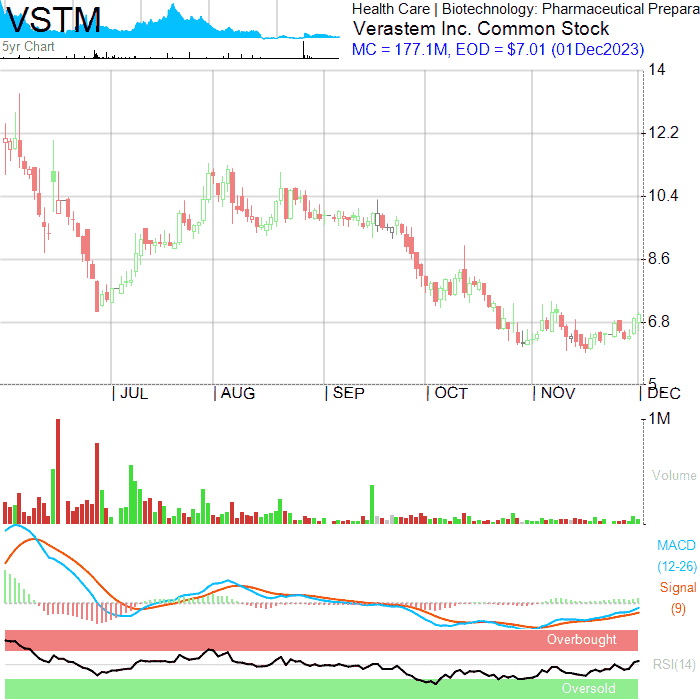 VSTM
5yr Chart
Health Care | Biotechnology: Pharmaceutical Prepara
Verastem Inc. Common Stock
MC = 177.1M, EOD = $7.01 (01Dec2023)
14
12.2
10.4
8.6
6.8
5
JUL AUG SEP OCT NOV DEC
1M
Volume
MACD
(12-26)
Signal
(9)
Overbought
RSI(14)
Oversold